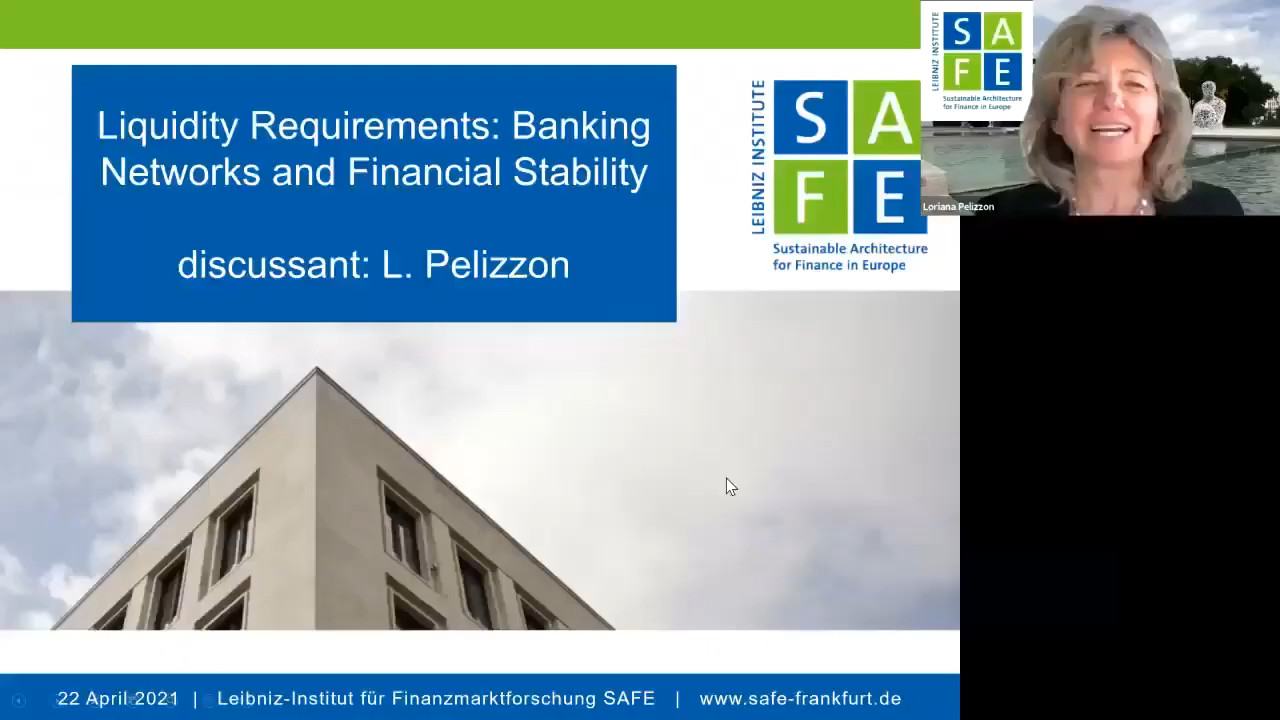 Liquidity Requirements: Banking
Networks and Financial Stability
discussant: L. Pelizzon
LEIBNIZ INSTITUTE
S A
F E
Sustainable Architecture
for Finance in Europe
LEIBNIZ INSTITUTE
S A
F E
Sustainable Architecture
for Finance in Europe
Loriana Pelizzon
22 April 2021 | Leibniz-Institut für Finanzmarktforschung SAFE | www.safe-frankfurt.de